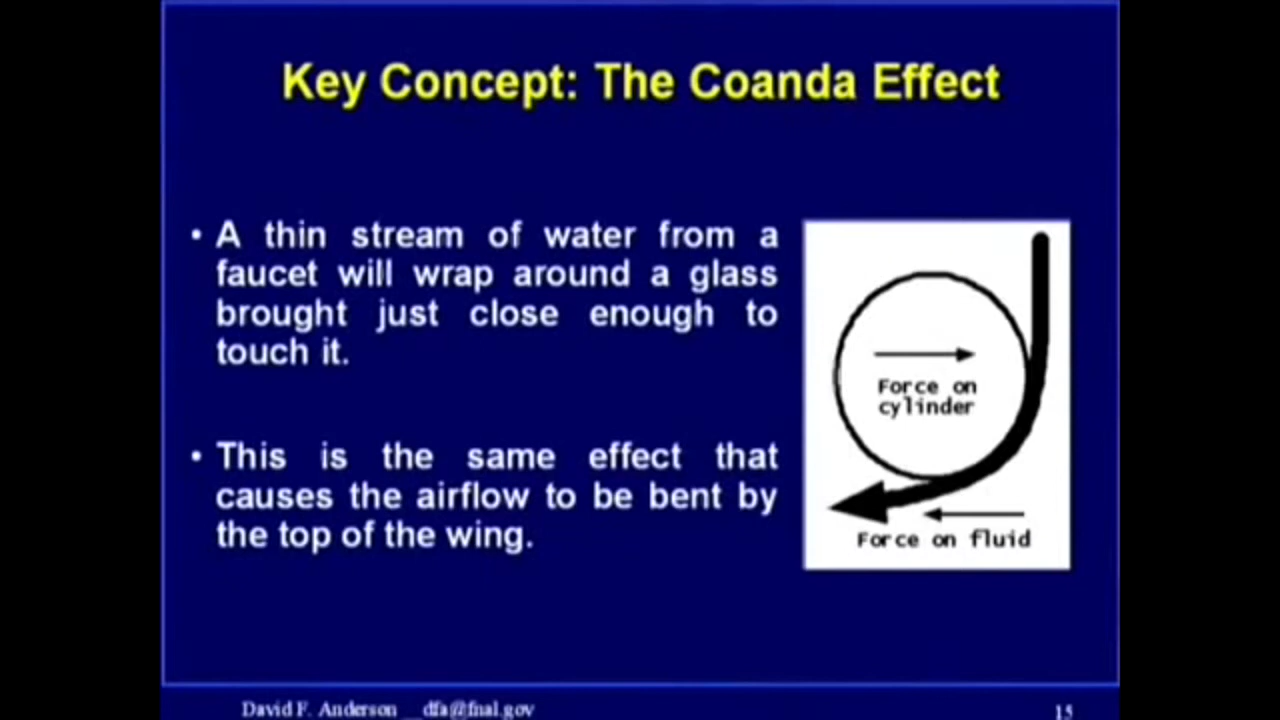 Key Concept: The Coanda Effect
• A thin stream of water from a
faucet will wrap around a glass
brought just close enough to
touch it.
• This is the same effect that
causes the airflow to be bent by
the top of the wing.
Force on
cylinder
Force on fluid
David F. Anderson __dfa@fnal.gov
15